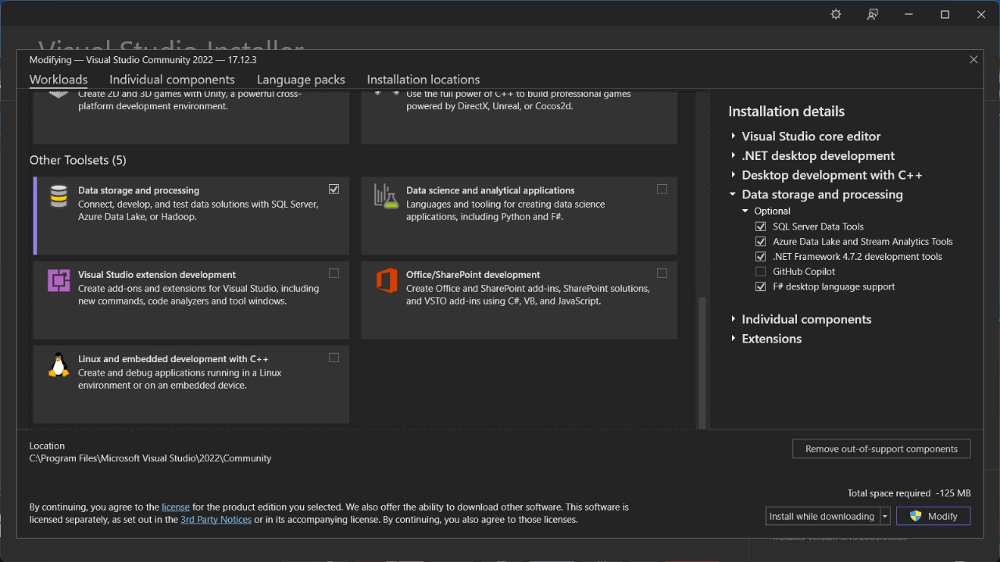 Visual Studio Installer
Modifying — Visual Studio Community 2022 — 17.12.3
Workloads
Individual components
Language packs
Installation locations
Create 2D and 3D games with Unity, a powerful cross-
platform development environment.
Use the full power of C++ to build professional games
powered by DirectX, Unreal, or Cocos2d.
Other Toolsets (5)
Data storage and processing
Connect, develop, and test data solutions with SQL Server,
Azure Data Lake, or Hadoop.
Data science and analytical applications
Languages and tooling for creating data science
applications, including Python and F#.
Visual Studio extension development
Create add-ons and extensions for Visual Studio, including
new commands, code analyzers and tool windows.
Office/SharePoint development
Create Office and SharePoint add-ins, SharePoint solutions,
and VSTO add-ins using C#, VB, and JavaScript.
Linux and embedded development with C++
Create and debug applications running in a Linux
environment or on an embedded device.
Installation details
Visual Studio core editor
.NET desktop development
Desktop development with C++
Data storage and processing
Optional
SQL Server Data Tools
Azure Data Lake and Stream Analytics Tools
.NET Framework 4.7.2 development tools
GitHub Copilot
F# desktop language support
Individual components
Extensions
Location
C:\Program Files\Microsoft Visual Studio\2022\Community
Remove out-of-support components
Total space required -125 MB
By continuing, you agree to the license for the product edition you selected. We also offer the ability to download other software. This software is
licensed separately, as set out in the 3rd Party Notices or in its accompanying license. By continuing, you also agree to those licenses.
Install while downloading
Modify